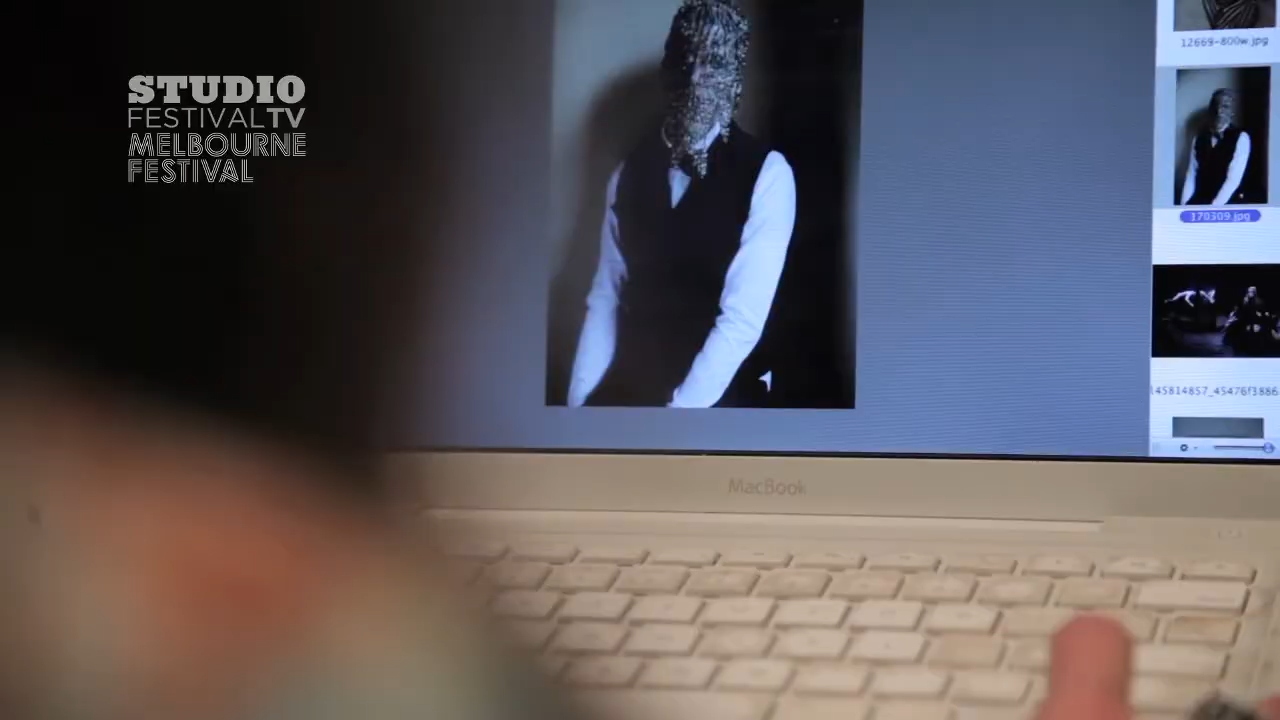 STUDIO
FESTIVALTV
MELBOURNE
FESTIVAL
12669-800w.jpg
170309.jpg
145814857_45476f3886
MacBook